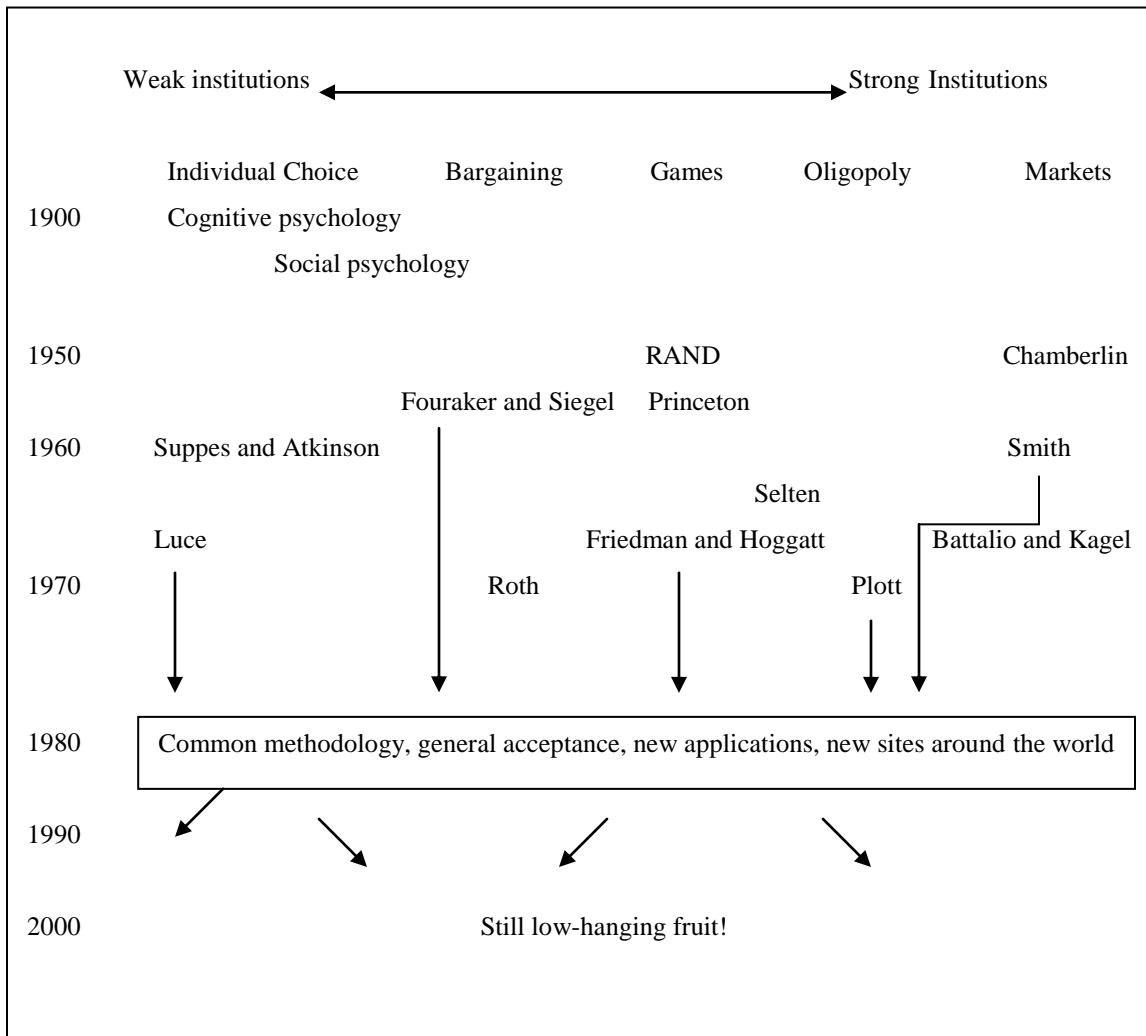 Weak institutions Strong Institutions
Individual Choice Bargaining Games Oligopoly Markets
1900 Cognitive psychology
Social psychology
1950 RAND Chamberlin
Fouraker and Siegel Princeton
1960 Suppes and Atkinson Smith
Selten
Luce Friedman and Hoggatt Battalio and Kagel
1970 Roth Plott
1980 Common methodology, general acceptance, new applications, new sites around the world
1990
2000 Still low-hanging fruit!